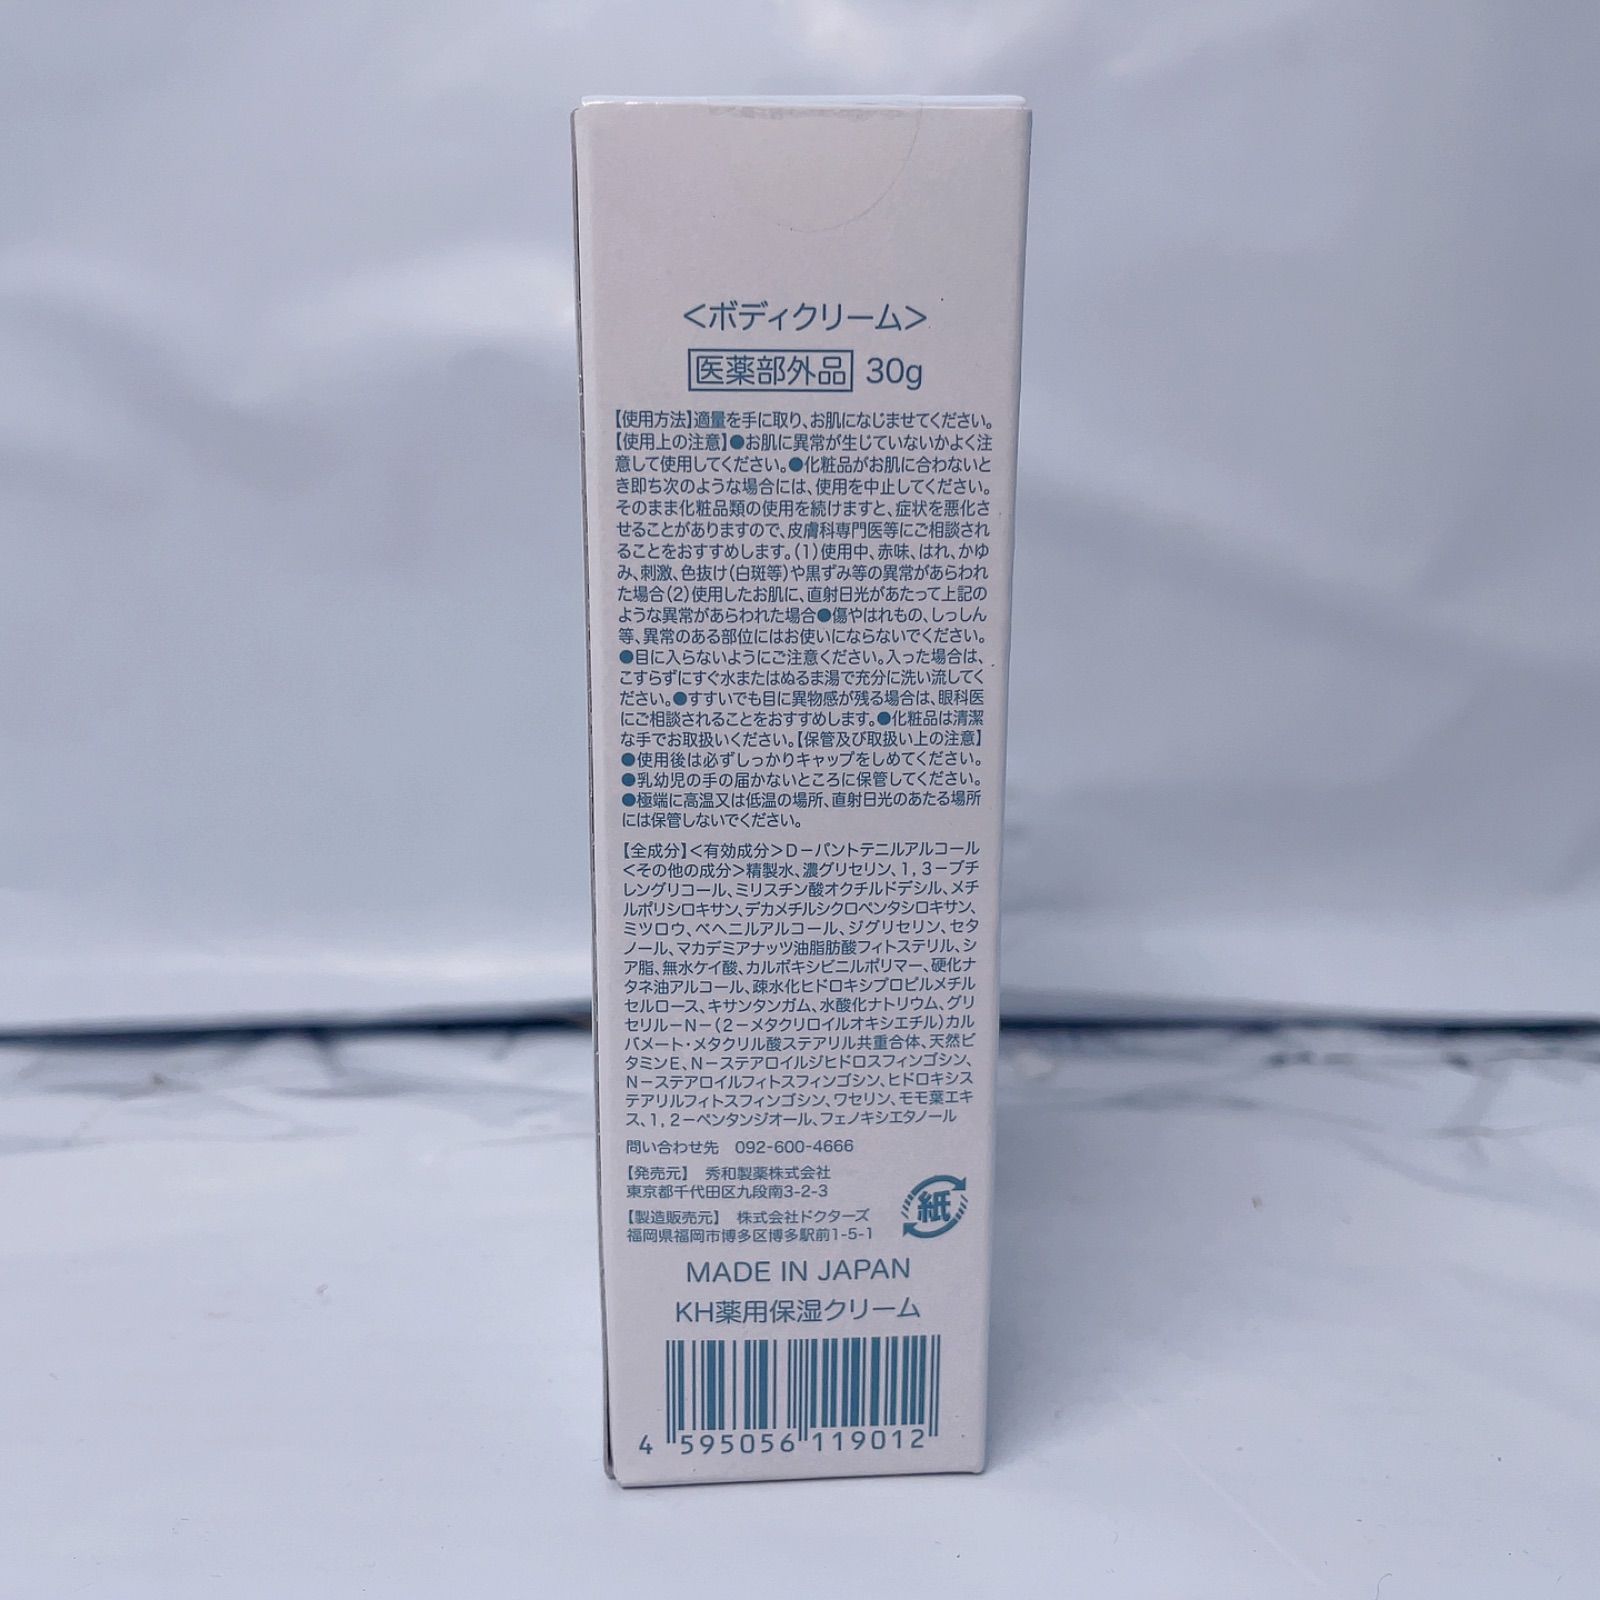 <ボディクリーム>
医薬部外品 30g
【使用方法】適量を手に取り、お肌になじませてください。
【使用上の注意】●お肌に異常が生じていないかよく注
意して使用してください。●化粧品がお肌に合わないと
き即ち次のような場合には、使用を中止してください。
そのまま化粧品類の使用を続けますと、症状を悪化さ
せることがありますので、皮膚科専門医等にご相談され
ることをおすすめします。(1)使用中、赤味、はれ、かゆ
み、刺激、色抜け(白斑等)や黒ずみ等の異常があらわれ
た場合(2)使用したお肌に、直射日光があたって上記の
ような異常があらわれた場合●傷やはれもの、しっしん
等、異常のある部位にはお使いにならないでください。
●目に入らないようにご注意ください。入った場合は、
こすらずにすぐ水またはぬるま湯で充分に洗い流してく
ださい。●すすいでも目に異物感が残る場合は、眼科医
にご相談されることをおすすめします。●化粧品は清潔
な手でお取扱いください。【保管及び取扱い上の注意】
●使用後は必ずしっかりキャップをしめてください。
●乳幼児の手の届かないところに保管してください。
●極端に高温又は低温の場所、直射日光のあたる場所
には保管しないでください。
【全成分】<有効成分>D-パントテニルアルコール
<その他の成分>精製水、濃グリセリン、1,3-ブチ
レングリコール、ミリスチン酸オクチルドデシル、メチ
ルポリシロキサン、デカメチルシクロペンタシロキサン、
ミツロウ、ベヘニルアルコール、ジグリセリン、セタ
ノール、マカデミアナッツ油脂肪酸フィトステリル、シ
ア脂、無水ケイ酸、カルボキシビニルポリマー、硬化ナ
タネ油アルコール、疎水化ヒドロキシプロピルメチル
セルロース、キサンタンガム、水酸化ナトリウム、グリ
セリル-N-(2-メタクリロイルオキシエチル)カル
バメート・メタクリル酸ステアリル共重合体、天然ビ
タミンE、N-ステアロイルジヒドロスフィンゴシン、
N-ステアロイルフィトスフィンゴシン、ヒドロキシス
テアリルフィトスフィンゴシン、ワセリン、モモ葉エキ
ス、1,2-ペンタンジオール、フェノキシエタノール
問い合わせ先 092-600-4666
【発売元】 秀和製薬株式会社
東京都千代田区九段南3-2-3
【製造販売元】 株式会社ドクターズ
福岡県福岡市博多区博多駅前1-5-1
紙
MADE IN JAPAN
KH薬用保湿クリーム
4 595056 119012